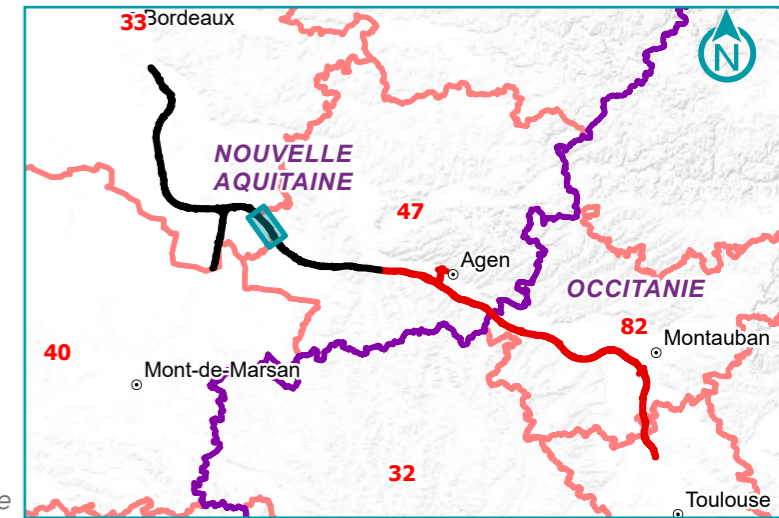 33
Bordeaux
N
NOUVELLE
AQUITAINE
47
Agen
OCCITANIE
82
Montauban
40
Mont-de-Marsan
32
Toulouse
e